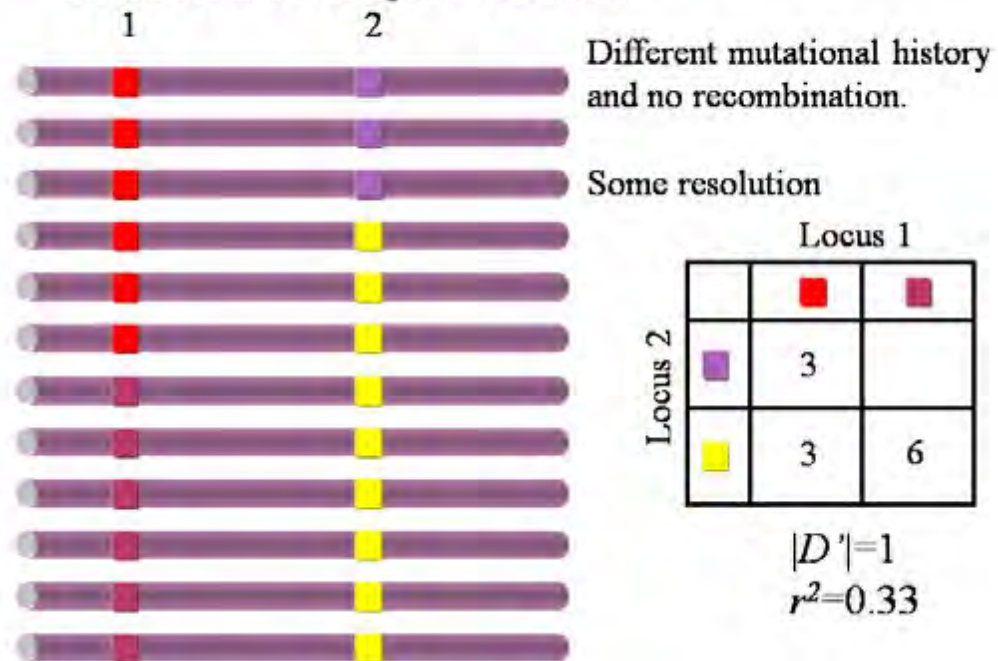 1 2
Different mutational history
and no recombination.
Some resolution
Locus 1
Locus 2
3
3 6
|D'|=1
r²=0.33